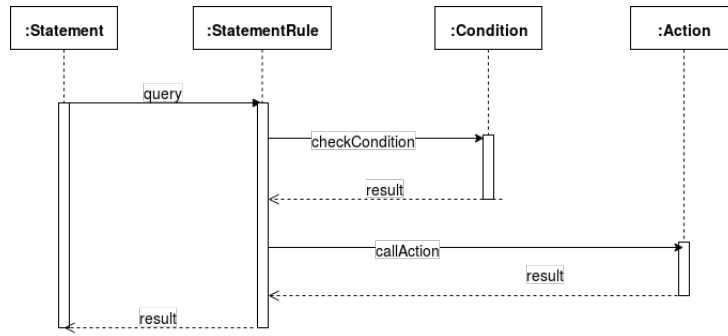 :Statement
:StatementRule
:Condition
:Action
query
checkCondition
result
callAction
result
result